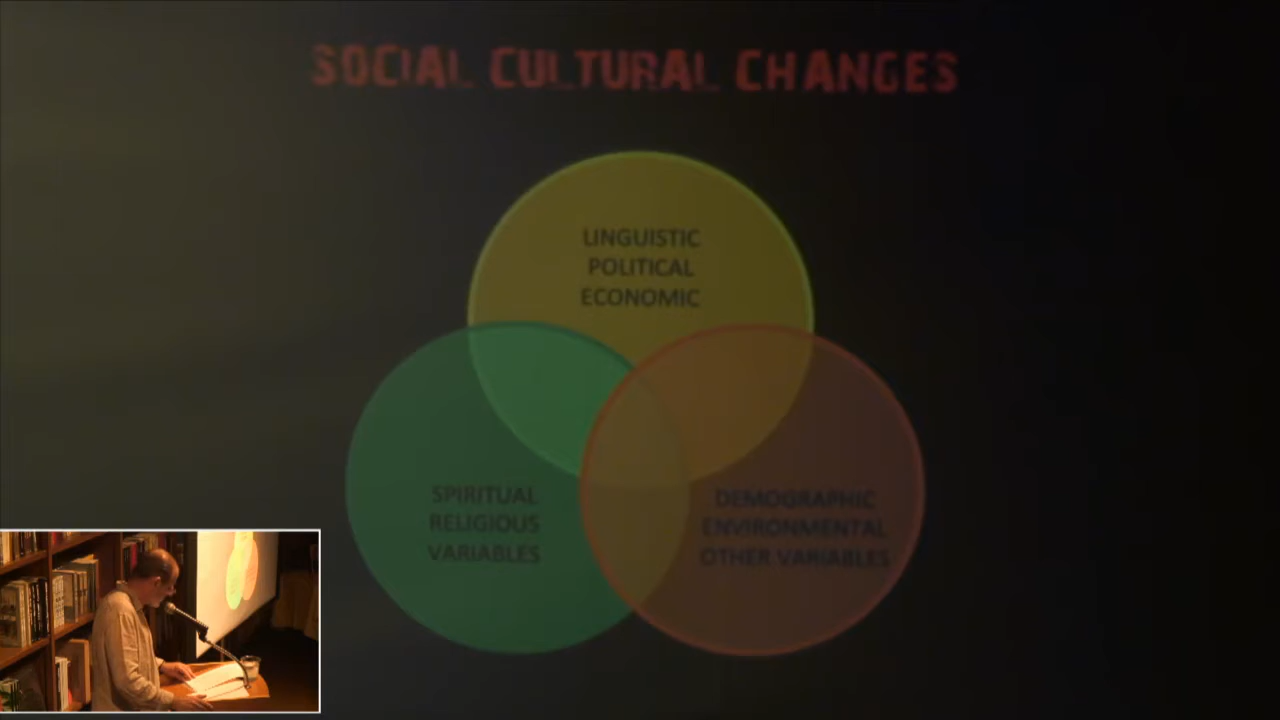 SOCIAL CULTURAL CHANGES
LINGUISTIC
POLITICAL
ECONOMIC
SPIRITUAL
RELIGIOUS
VARIABLES
DEMOGRAPHIC
ENVIRONMENTAL
OTHER VARIABLES